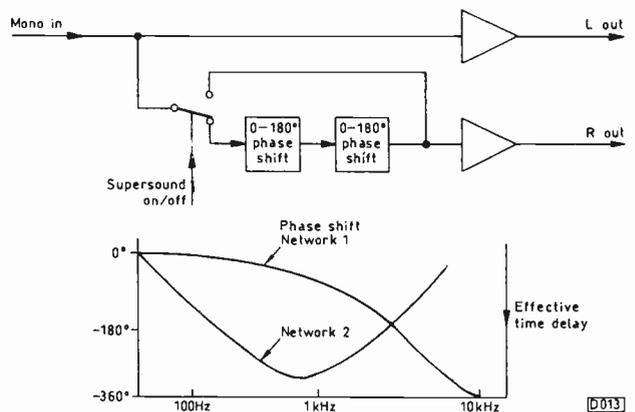 Mono in
L out
0–180°
phase
shift
0–180°
phase
shift
R out
Supersound
on/off
Phase shift
Network 1
0°
Effective
time delay
-180°
Network 2
-360°
100Hz
1kHz
10kHz
D013